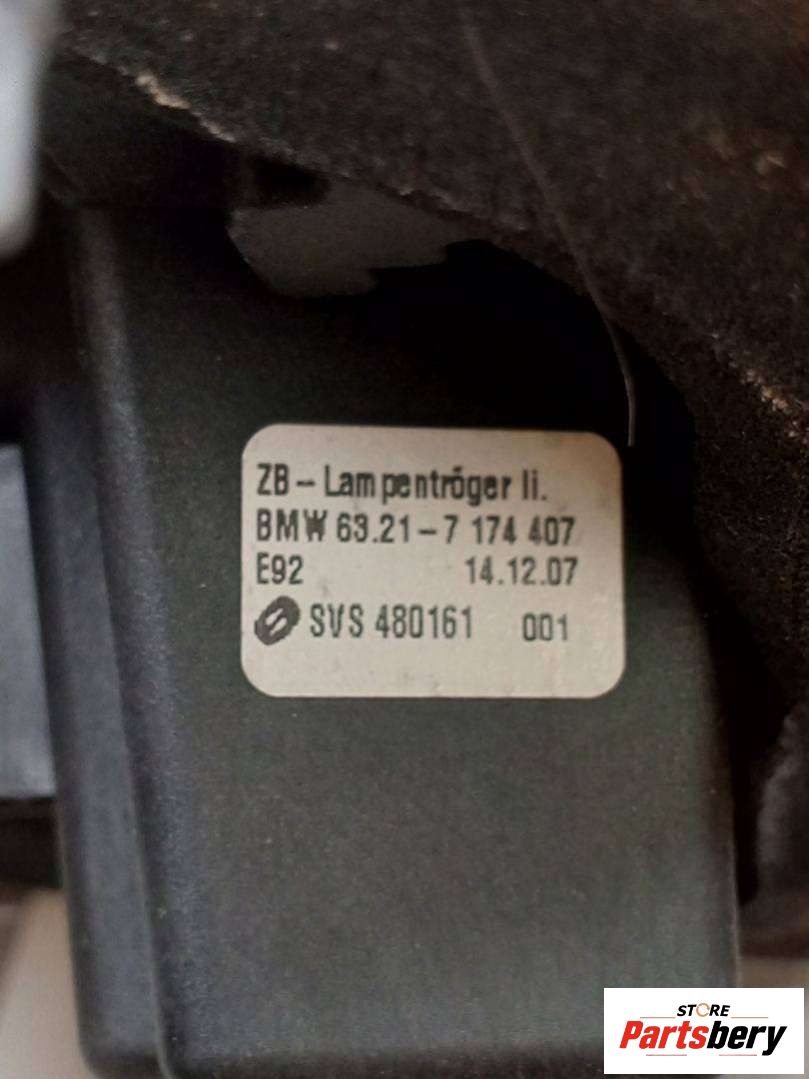 ZB - Lampentröger li.
BMW 63.21 - 7 174 407
E92 14.12.07
SVS 480161 001
STORE
Partsbery